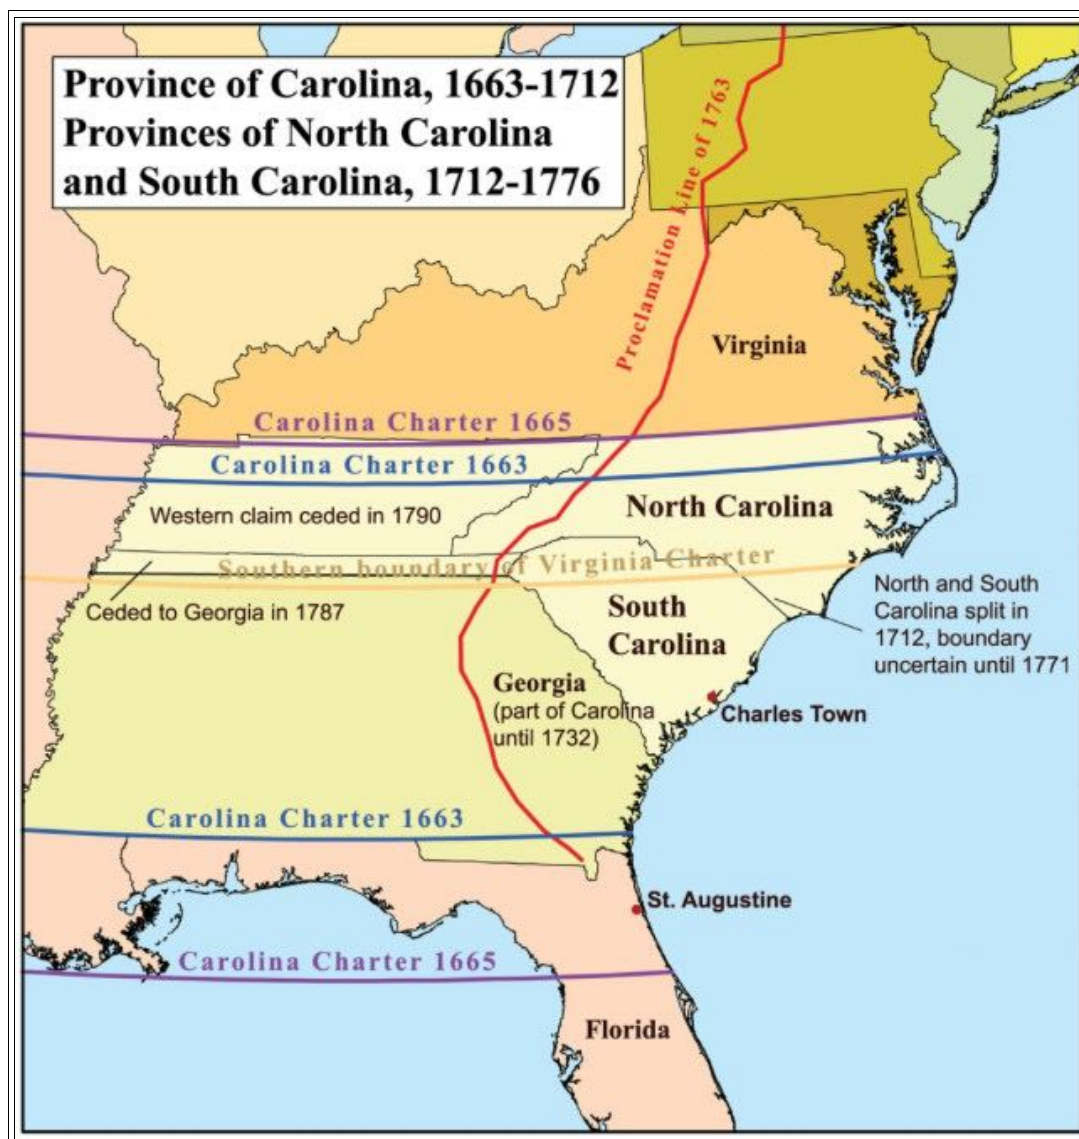 Province of Carolina, 1663-1712
Provinces of North Carolina
and South Carolina, 1712-1776
Proclamation Line of 1763
Virginia
Carolina Charter 1665
Carolina Charter 1663
North Carolina
Western claim ceded in 1790
Southern boundary of Virginia Charter
Ceded to Georgia in 1787
South
Carolina
North and South
Carolina split in
1712, boundary
uncertain until 1771
Georgia
(part of Carolina
until 1732)
Charles Town
Carolina Charter 1663
St. Augustine
Carolina Charter 1665
Florida